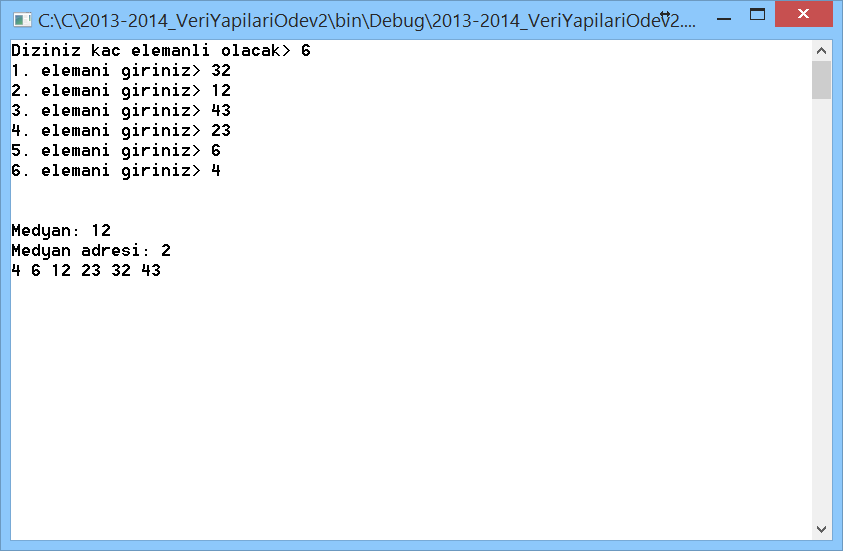 C:\C\2013-2014_VeriYapilariOdev2\bin\Debug\2013-2014_VeriYapilariOdev2....
Diziniz kac elemanli olacak> 6
1. elemani giriniz> 32
2. elemani giriniz> 12
3. elemani giriniz> 43
4. elemani giriniz> 23
5. elemani giriniz> 6
6. elemani giriniz> 4
Medyan: 12
Medyan adresi: 2
4 6 12 23 32 43